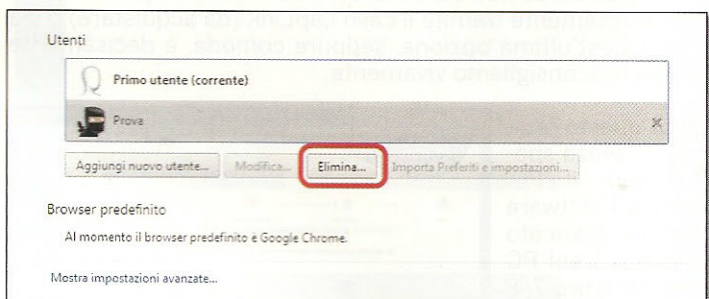 Utenti
Primo utente (corrente)
Prova
Aggiungi nuovo utente... Modifica... Elimina... Importa Preferiti e impostazioni...
Browser predefinito
Al momento il browser predefinito è Google Chrome.
Mostra impostazioni avanzate...